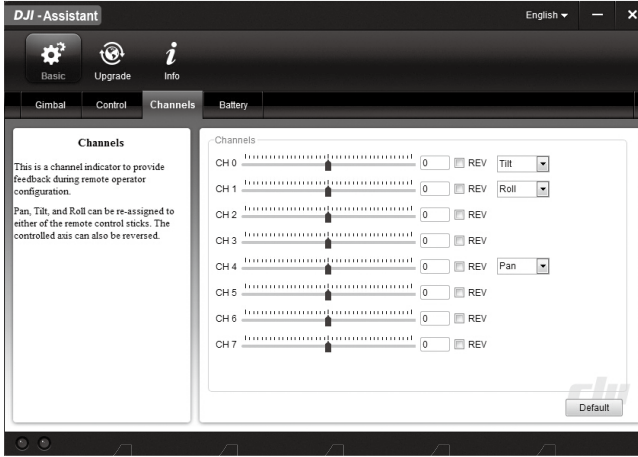 DJI - Assistant
English
Basic
Upgrade
Info
Gimbal
Control
Channels
Battery
Channels
This is a channel indicator to provide
feedback during remote operator
configuration.
Pan, Tilt, and Roll can be re-assigned to
either of the remote control sticks. The
controlled axis can also be reversed.
Channels
CH 0 0 REV Tilt
CH 1 0 REV Roll
CH 2 0 REV
CH 3 0 REV
CH 4 0 REV Pan
CH 5 0 REV
CH 6 0 REV
CH 7 0 REV
Default